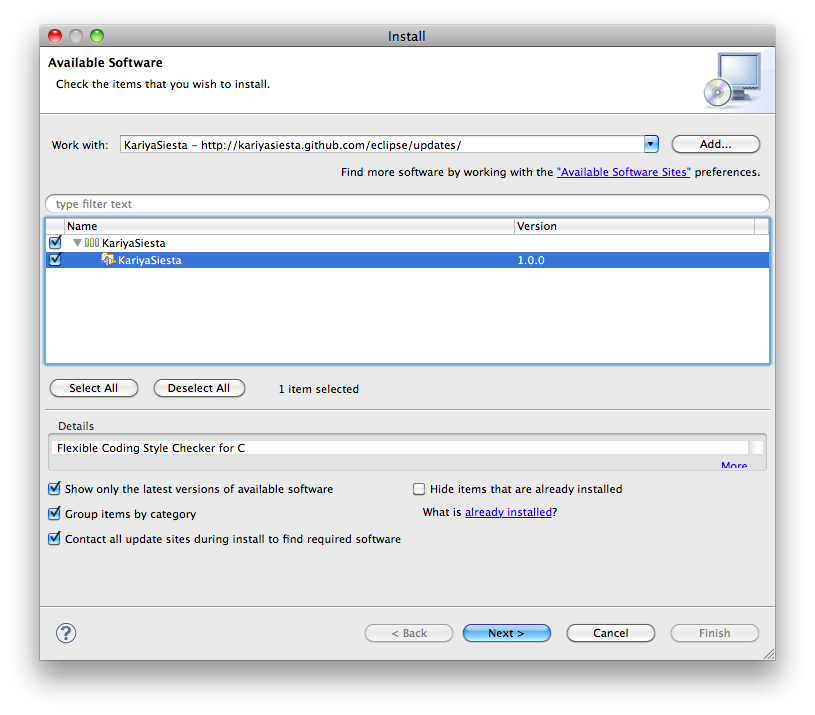 Install
Available Software
Check the items that you wish to install.
Work with: KariyaSiesta – http://kariyasiesta.github.com/eclipse/updates/ Add...
Find more software by working with the "Available Software Sites" preferences.
type filter text
Name Version
KariyaSiesta
KariyaSiesta 1.0.0
Select All Deselect All 1 item selected
Details
Flexible Coding Style Checker for C
More
Show only the latest versions of available software Hide items that are already installed
Group items by category What is already installed?
Contact all update sites during install to find required software
? < Back Next > Cancel Finish